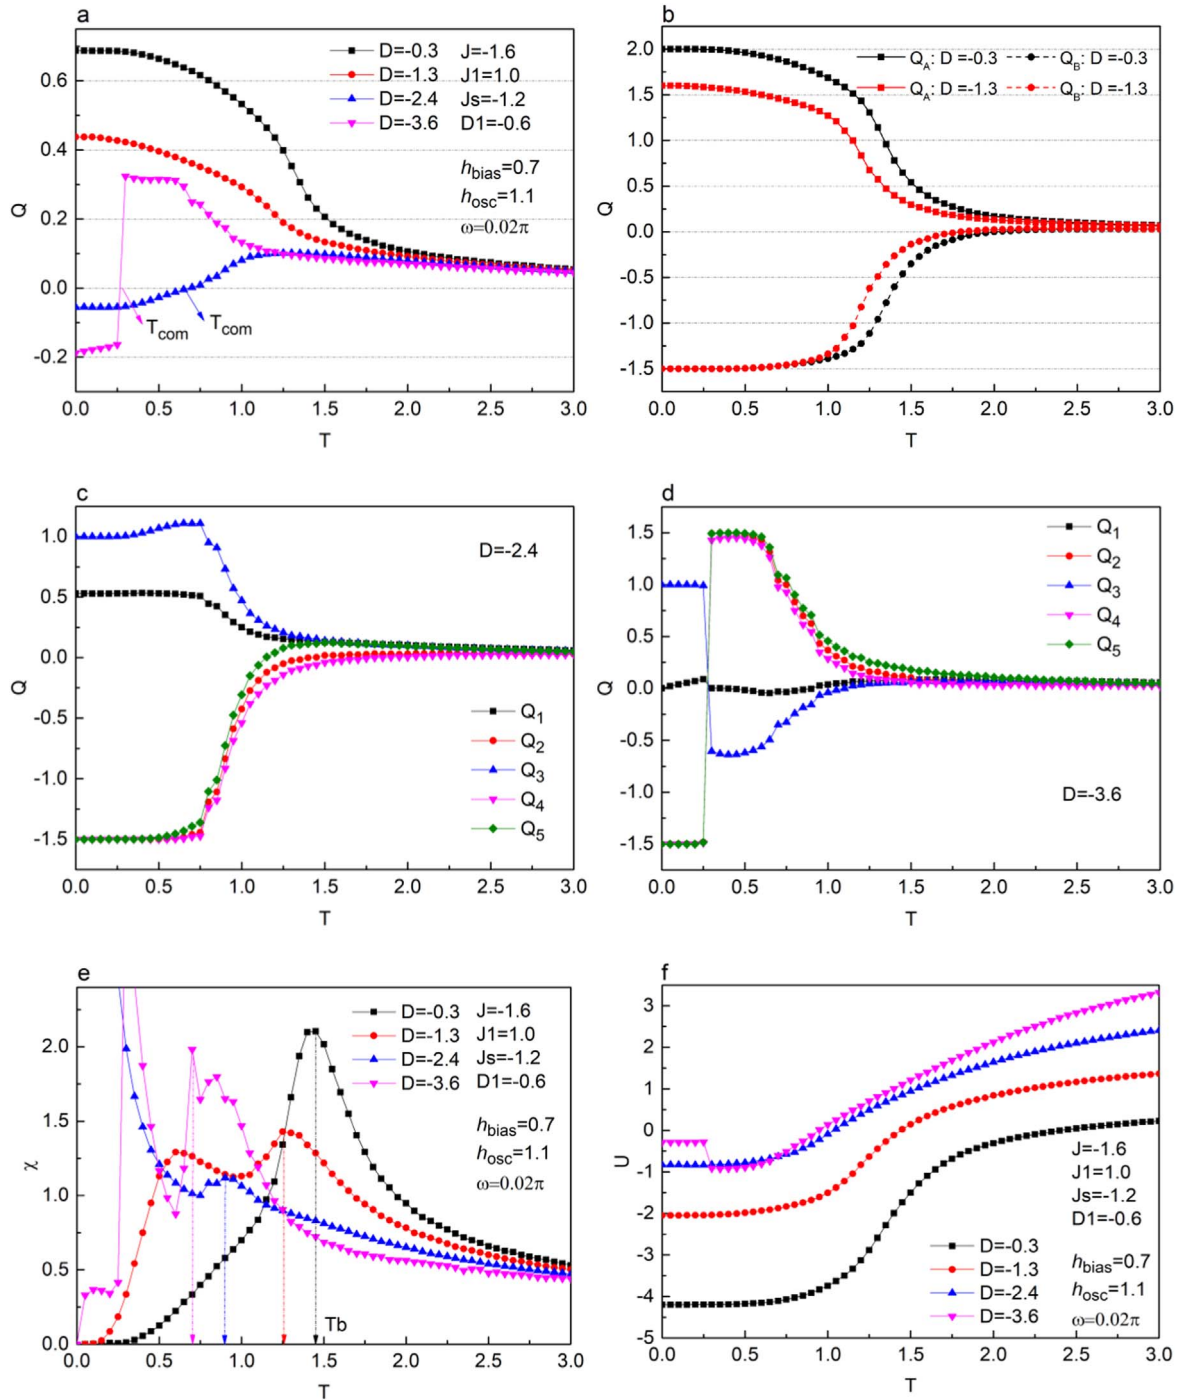 a
D=-0.3 J=-1.6
D=-1.3 J1=1.0
D=-2.4 Js=-1.2
D=-3.6 D1=-0.6
h_bias=0.7
h_osc=1.1
ω=0.02π
0.6
0.4
0.2
0.0
-0.2
Q
T_com
T_com
0.0 0.5 1.0 1.5 2.0 2.5 3.0
T
b
Q_A: D =-0.3 Q_B: D =-0.3
Q_A: D =-1.3 Q_B: D =-1.3
2.0
1.5
1.0
0.5
0.0
-0.5
-1.0
-1.5
Q
0.0 0.5 1.0 1.5 2.0 2.5 3.0
T
c
D=-2.4
1.0
0.5
0.0
-0.5
-1.0
-1.5
Q
Q1
Q2
Q3
Q4
Q5
0.0 0.5 1.0 1.5 2.0 2.5 3.0
T
d
Q1
Q2
Q3
Q4
Q5
1.5
1.0
0.5
0.0
-0.5
-1.0
-1.5
Q
D=-3.6
0.0 0.5 1.0 1.5 2.0 2.5 3.0
T
e
D=-0.3 J=-1.6
D=-1.3 J1=1.0
D=-2.4 Js=-1.2
D=-3.6 D1=-0.6
h_bias=0.7
h_osc=1.1
ω=0.02π
2.0
1.5
1.0
0.5
0.0
χ
Tb
0.0 0.5 1.0 1.5 2.0 2.5 3.0
T
f
3
2
1
0
-1
-2
-3
-4
-5
U
J=-1.6
J1=1.0
Js=-1.2
D1=-0.6
D=-0.3
D=-1.3
D=-2.4
D=-3.6
h_bias=0.7
h_osc=1.1
ω=0.02π
0.0 0.5 1.0 1.5 2.0 2.5 3.0
T